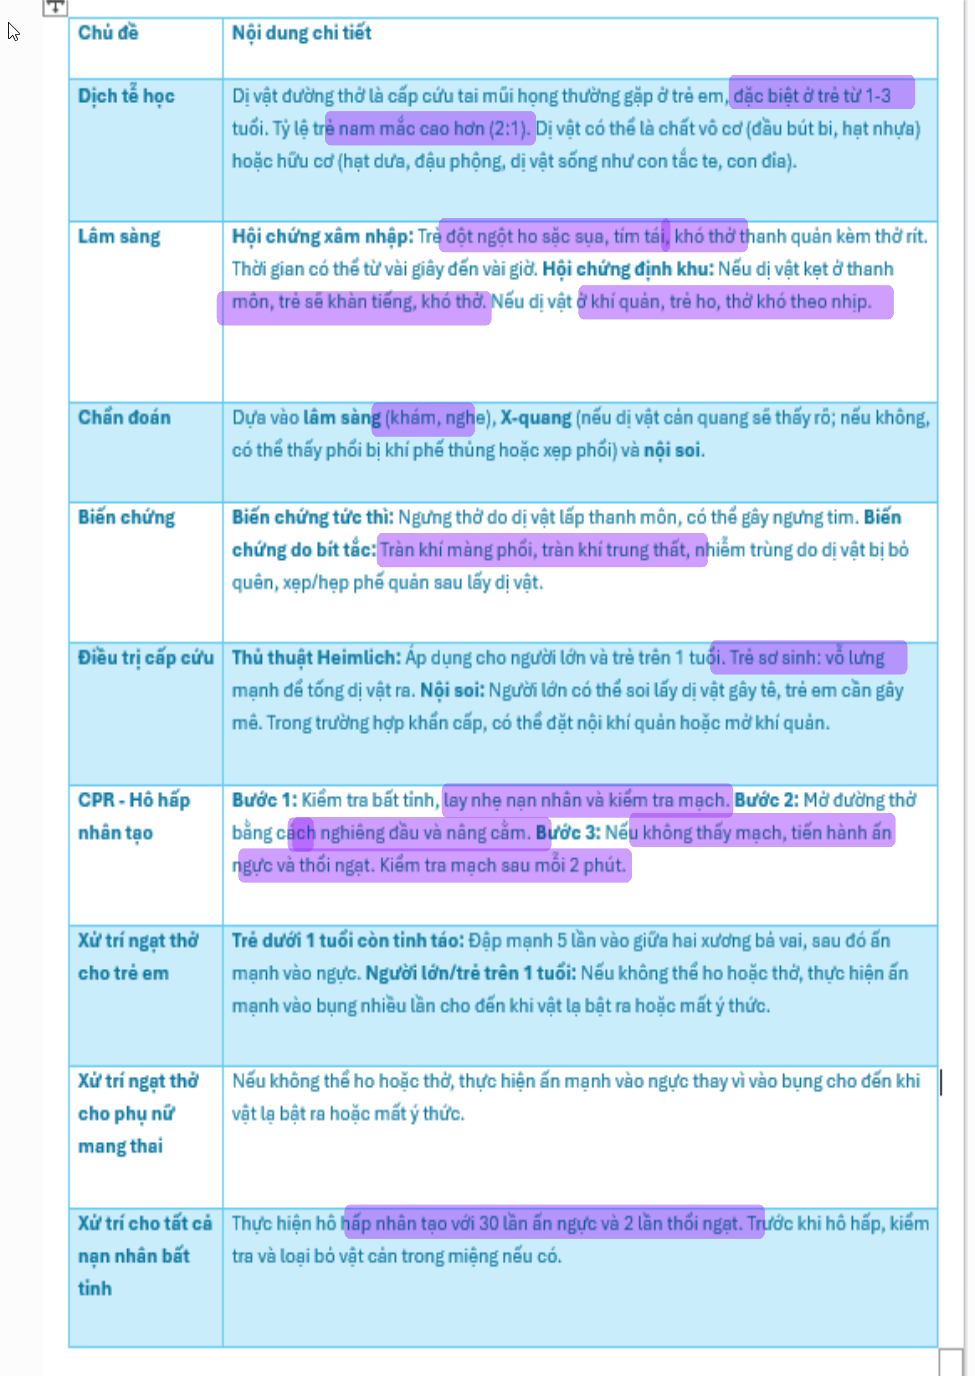 Chủ đề
Nội dung chi tiết
Dịch tễ học
Dị vật đường thở là cấp cứu tai mũi họng thường gặp ở trẻ em, đặc biệt ở trẻ từ 1-3
tuổi. Tỷ lệ trẻ nam mắc cao hơn (2:1). Dị vật có thể là chất vô cơ (đầu bút bi, hạt nhựa)
hoặc hữu cơ (hạt dưa, đậu phộng, dị vật sống như con tắc te, con đỉa).
Lâm sàng
Hội chứng xâm nhập: Trẻ đột ngột ho sặc sụa, tím tái, khó thở thanh quản kèm thở rít.
Thời gian có thể từ vài giây đến vài giờ. Hội chứng định khu: Nếu dị vật kẹt ở thanh
môn, trẻ sẽ khàn tiếng, khó thở. Nếu dị vật ở khí quản, trẻ ho, thở khó theo nhịp.
Chẩn đoán
Dựa vào lâm sàng (khám, nghe), X-quang (nếu dị vật cản quang sẽ thấy rõ; nếu không,
có thể thấy phổi bị khí phế thũng hoặc xẹp phổi) và nội soi.
Biến chứng
Biến chứng tức thì: Ngưng thở do dị vật lấp thanh môn, có thể gây ngưng tim. Biến
chứng do bít tắc: Tràn khí màng phổi, tràn khí trung thất, nhiễm trùng do dị vật bị bỏ
quên, xẹp/hẹp phế quản sau lấy dị vật.
Điều trị cấp cứu
Thủ thuật Heimlich: Áp dụng cho người lớn và trẻ trên 1 tuổi. Trẻ sơ sinh: vỗ lưng
mạnh để tống dị vật ra. Nội soi: Người lớn có thể soi lấy dị vật gây tê, trẻ em cần gây
mê. Trong trường hợp khẩn cấp, có thể đặt nội khí quản hoặc mở khí quản.
CPR - Hô hấp
nhân tạo
Bước 1: Kiểm tra bất tỉnh, lay nhẹ nạn nhân và kiểm tra mạch. Bước 2: Mở đường thở
bằng cách nghiêng đầu và nâng cằm. Bước 3: Nếu không thấy mạch, tiến hành ấn
ngực và thổi ngạt. Kiểm tra mạch sau mỗi 2 phút.
Xử trí ngạt thở
cho trẻ em
Trẻ dưới 1 tuổi còn tỉnh táo: Đập mạnh 5 lần vào giữa hai xương bả vai, sau đó ấn
mạnh vào ngực. Người lớn/trẻ trên 1 tuổi: Nếu không thể ho hoặc thở, thực hiện ấn
mạnh vào bụng nhiều lần cho đến khi vật lạ bật ra hoặc mất ý thức.
Xử trí ngạt thở
cho phụ nữ
mang thai
Nếu không thể ho hoặc thở, thực hiện ấn mạnh vào ngực thay vì vào bụng cho đến khi
vật lạ bật ra hoặc mất ý thức.
Xử trí cho tất cả
nạn nhân bất
tỉnh
Thực hiện hô hấp nhân tạo với 30 lần ấn ngực và 2 lần thổi ngạt. Trước khi hô hấp, kiểm
tra và loại bỏ vật cản trong miệng nếu có.